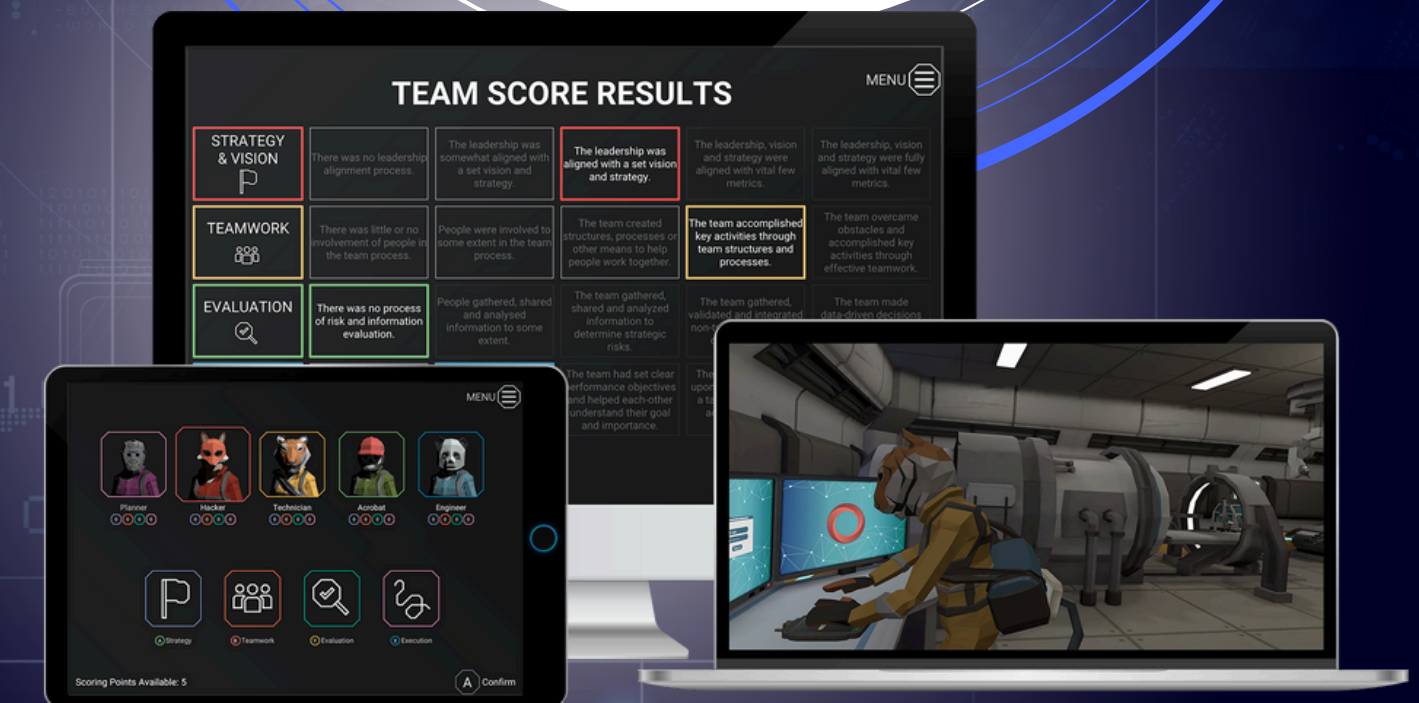 TEAM SCORE RESULTS
MENU
STRATEGY
& VISION
There was no leadership
alignment process.
The leadership was
somewhat aligned with
a set vision and
strategy.
The leadership was
aligned with a set vision
and strategy.
The leadership, vision
and strategy were
aligned with vital few
metrics.
The leadership, vision
and strategy were fully
aligned with vital few
metrics.
TEAMWORK
There was little or no
involvement of people in
the team process.
People were involved to
some extent in the team
process.
The team created
structures, processes or
other means to help
people work together.
The team accomplished
key activities through
team structures and
processes.
The team overcame
obstacles and
accomplished key
activities through
effective teamwork.
EVALUATION
There was no process
of risk and information
evaluation.
People gathered, shared
and analysed
information to some
extent.
The team gathered,
shared and analyzed
information to
determine strategic
risks.
The team gathered,
validated and integrated
The team made
data-driven decisions
The team had set clear
performance objectives
and helped each-other
understand their goal
and importance.
MENU
Planner
Hacker
Technician
Acrobat
Engineer
A Strategy
B Teamwork
Y Evaluation
X Execution
Scoring Points Available: 5
A Confirm